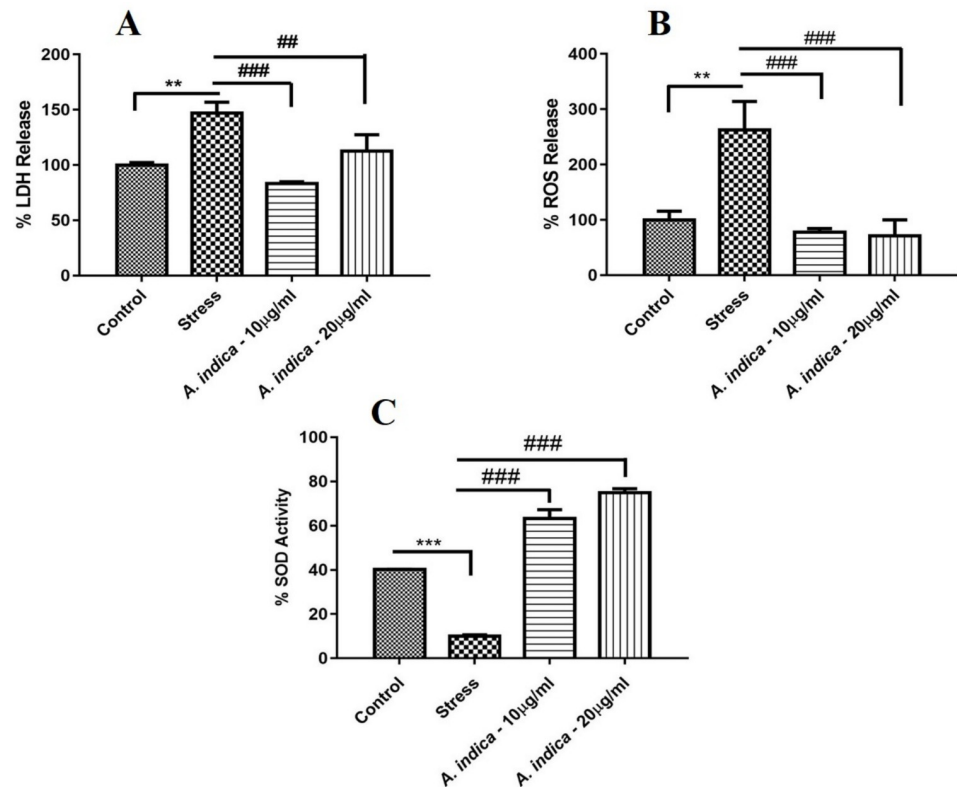 A
% LDH Release
200
150
100
50
0
**
###
##
Control
Stress
A. indica - 10µg/ml
A. indica - 20µg/ml
B
% ROS Release
400
300
200
100
0
**
###
###
Control
Stress
A. indica - 10µg/ml
A. indica - 20µg/ml
C
% SOD Activity
100
80
60
40
20
0
***
###
###
Control
Stress
A. indica - 10µg/ml
A. indica - 20µg/ml